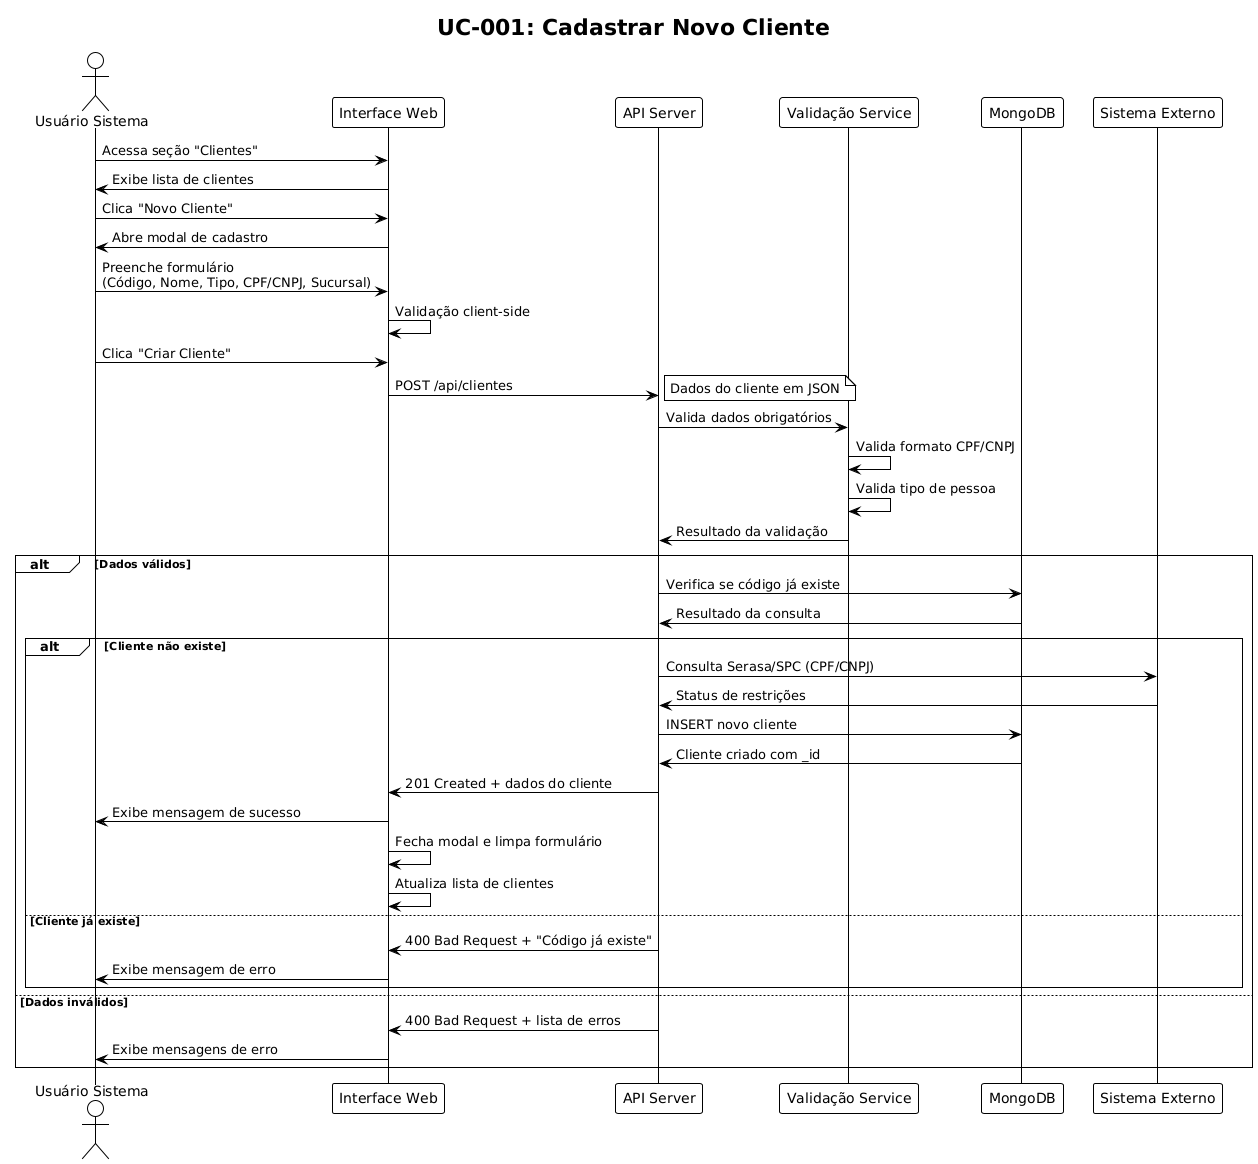 UC-001: Cadastrar Novo Cliente
Usuário Sistema
Interface Web
API Server
Validação Service
MongoDB
Sistema Externo
Acessa seção "Clientes"
Exibe lista de clientes
Clica "Novo Cliente"
Abre modal de cadastro
Preenche formulário
(Código, Nome, Tipo, CPF/CNPJ, Sucursal)
Validação client-side
Clica "Criar Cliente"
POST /api/clientes
Dados do cliente em JSON
Valida dados obrigatórios
Valida formato CPF/CNPJ
Valida tipo de pessoa
Resultado da validação
alt
[Dados válidos]
Verifica se código já existe
Resultado da consulta
alt
[Cliente não existe]
Consulta Serasa/SPC (CPF/CNPJ)
Status de restrições
INSERT novo cliente
Cliente criado com _id
201 Created + dados do cliente
Exibe mensagem de sucesso
Fecha modal e limpa formulário
Atualiza lista de clientes
[Cliente já existe]
400 Bad Request + "Código já existe"
Exibe mensagem de erro
[Dados inválidos]
400 Bad Request + lista de erros
Exibe mensagens de erro
Usuário Sistema
Interface Web
API Server
Validação Service
MongoDB
Sistema Externo